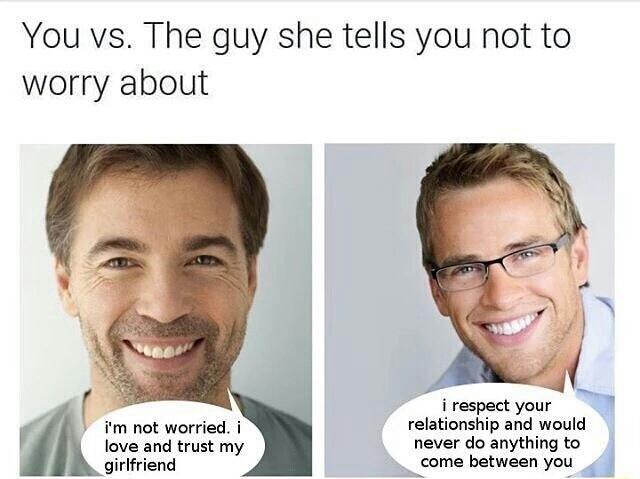 You vs. The guy she tells you not to
worry about
i'm not worried. i
love and trust my
girlfriend
i respect your
relationship and would
never do anything to
come between you